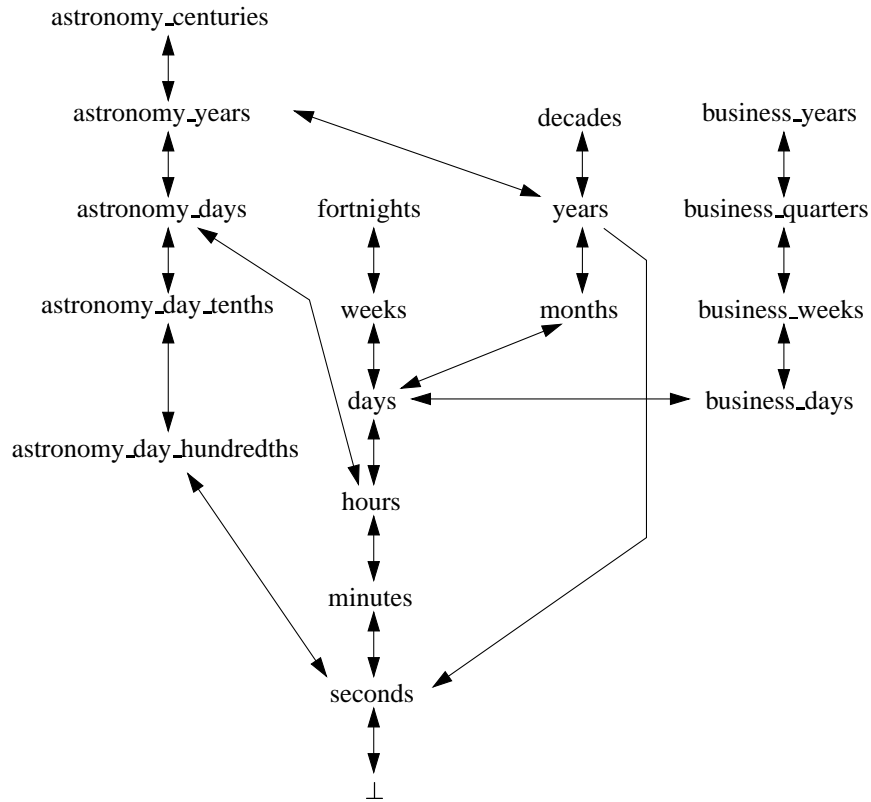 astronomy_centuries
astronomy_years
decades
business_years
astronomy_days
fortnights
years
business_quarters
astronomy_day_tenths
weeks
months
business_weeks
days
business_days
astronomy_day_hundredths
hours
minutes
seconds